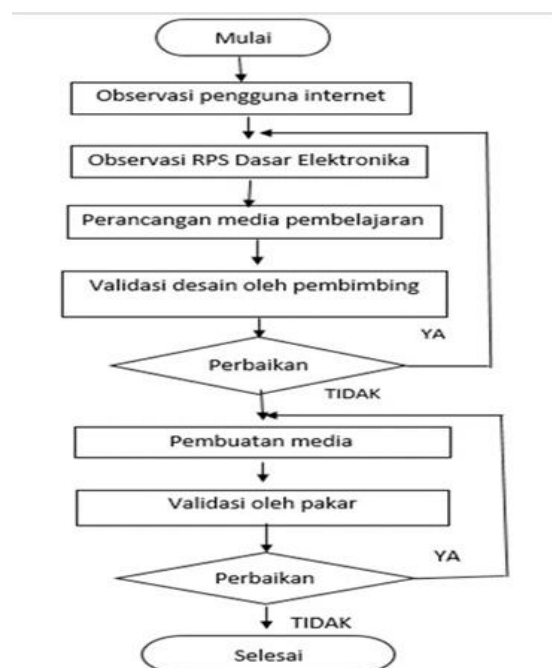 Mulai
Observasi pengguna internet
Observasi RPS Dasar Elektronika
Perancangan media pembelajaran
Validasi desain oleh pembimbing
YA
Perbaikan
TIDAK
Pembuatan media
Validasi oleh pakar
YA
Perbaikan
TIDAK
Selesai